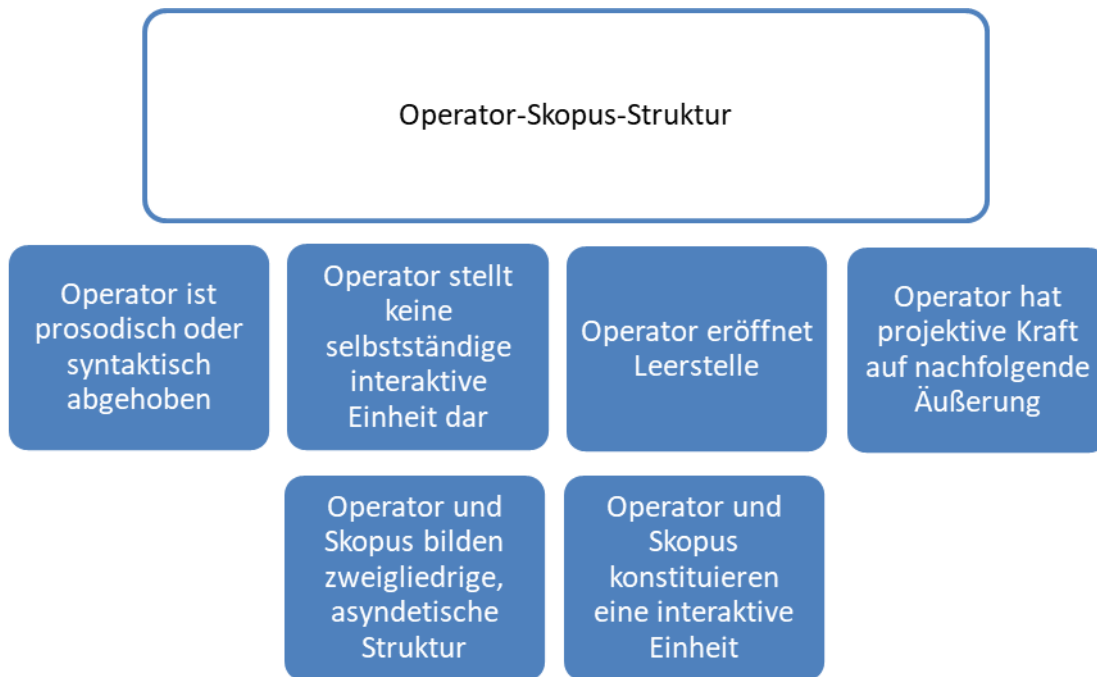 Operator-Skopus-Struktur
Operator ist
prosodisch oder
syntaktisch
abgehoben
Operator stellt
keine
selbstständige
interaktive
Einheit dar
Operator eröffnet
Leerstelle
Operator hat
projektive Kraft
auf nachfolgende
Äußerung
Operator und
Skopus bilden
zweigliedrige,
asyndetische
Struktur
Operator und
Skopus
konstituieren
eine interaktive
Einheit